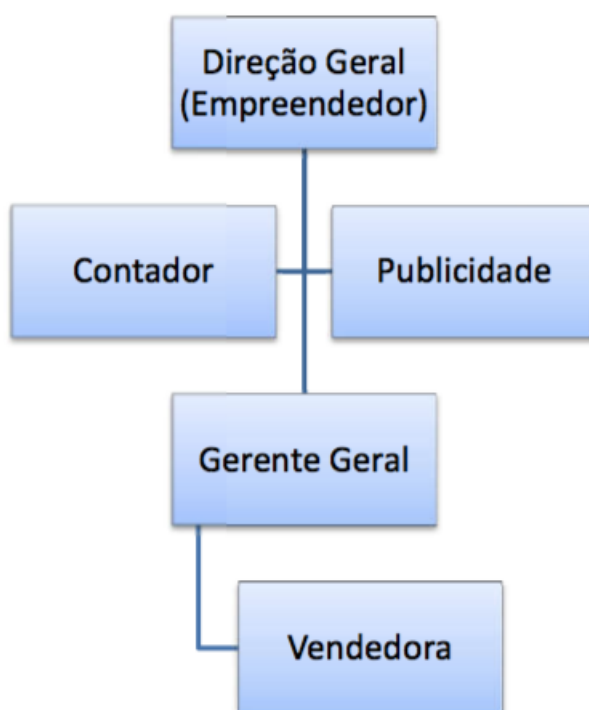 Direção Geral
(Empreendedor)
Contador
Publicidade
Gerente Geral
Vendedora